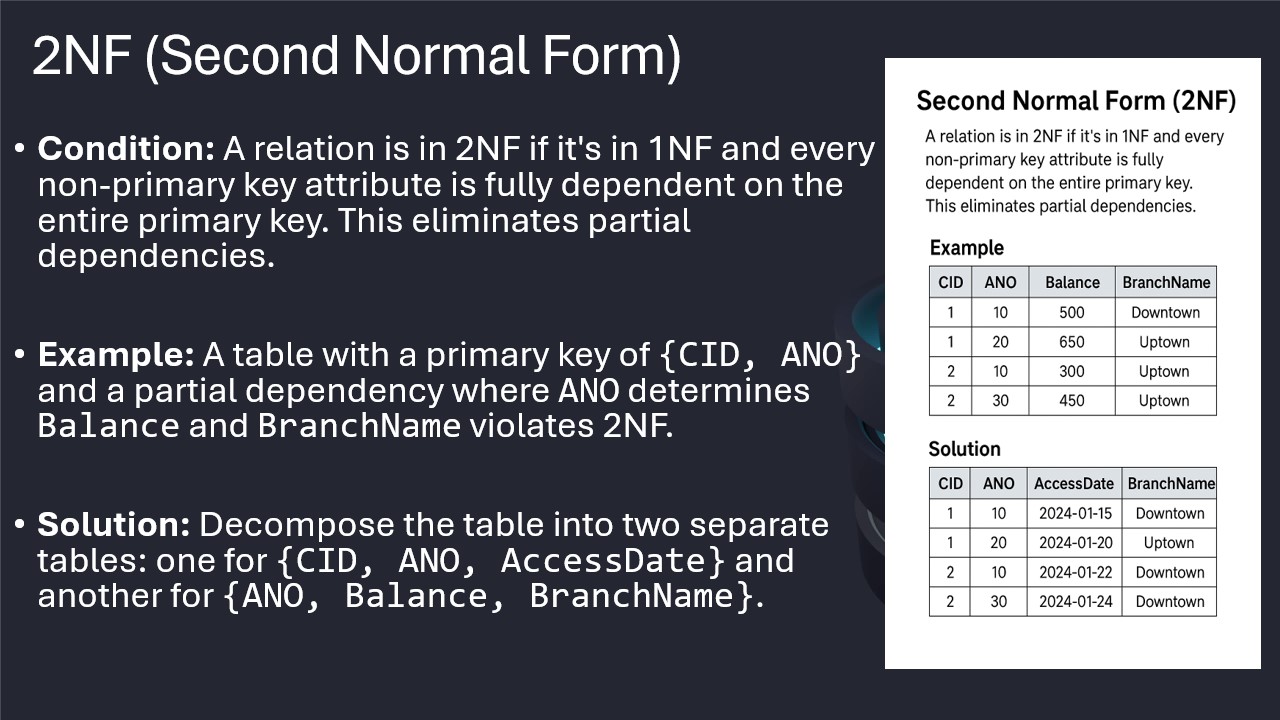 2NF (Second Normal Form)
• Condition: A relation is in 2NF if it's in 1NF and every
non-primary key attribute is fully dependent on the
entire primary key. This eliminates partial
dependencies.
• Example: A table with a primary key of {CID, ANO}
and a partial dependency where ANO determines
Balance and BranchName violates 2NF.
• Solution: Decompose the table into two separate
tables: one for {CID, ANO, AccessDate} and
another for {ANO, Balance, BranchName}.
Second Normal Form (2NF)
A relation is in 2NF if it's in 1NF and every
non-primary key attribute is fully
dependent on the entire primary key.
This eliminates partial dependencies.
Example
CID ANO Balance BranchName
1 10 500 Downtown
1 20 650 Uptown
2 10 300 Uptown
2 30 450 Uptown
Solution
CID ANO AccessDate BranchName
1 10 2024-01-15 Downtown
1 20 2024-01-20 Uptown
2 10 2024-01-22 Downtown
2 30 2024-01-24 Downtown